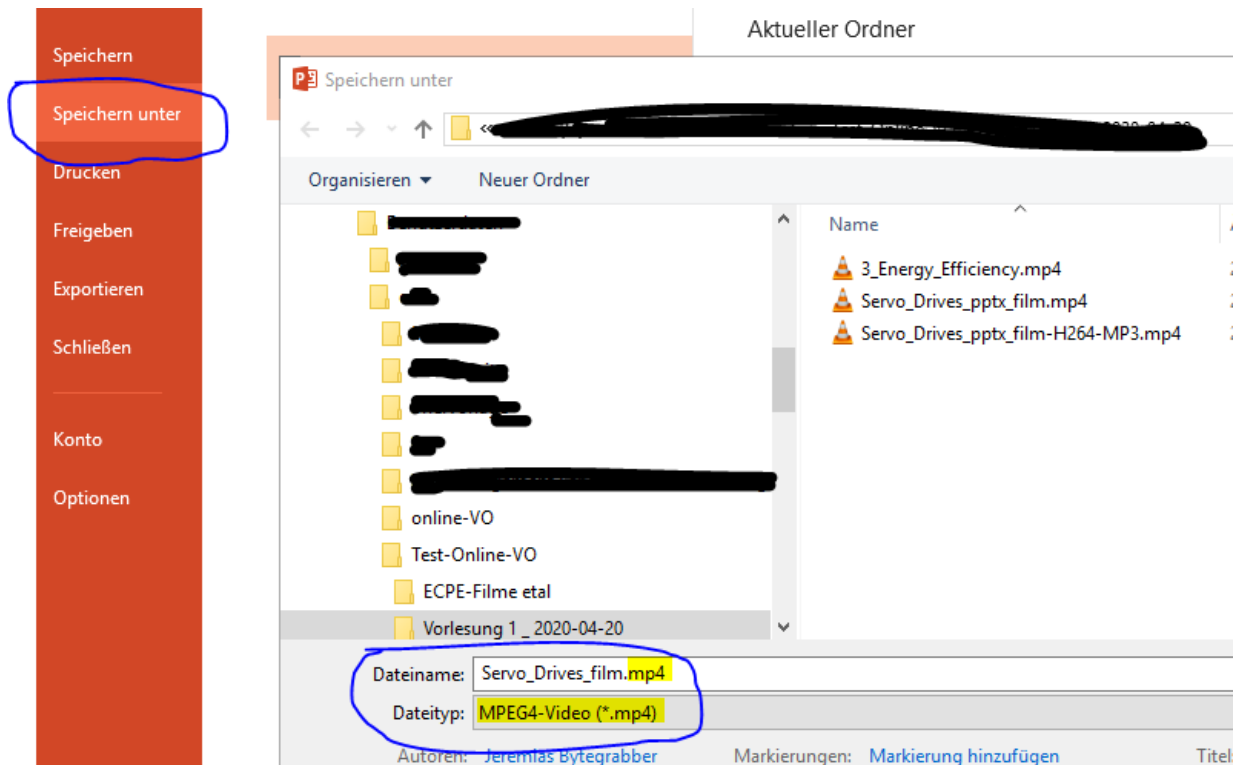 Aktueller Ordner
Speichern
Speichern unter
Drucken
Freigeben
Exportieren
Schließen
Konto
Optionen
Speichern unter
«
Organisieren
Neuer Ordner
Name
3_Energy_Efficiency.mp4
Servo_Drives_pptx_film.mp4
Servo_Drives_pptx_film-H264-MP3.mp4
online-VO
Test-Online-VO
ECPE-Filme etal
Vorlesung 1 _ 2020-04-20
Dateiname: Servo_Drives_film.mp4
Dateityp: MPEG4-Video (*.mp4)
Autoren: Jeremias Bytegrabber Markierungen: Markierung hinzufügen Titel